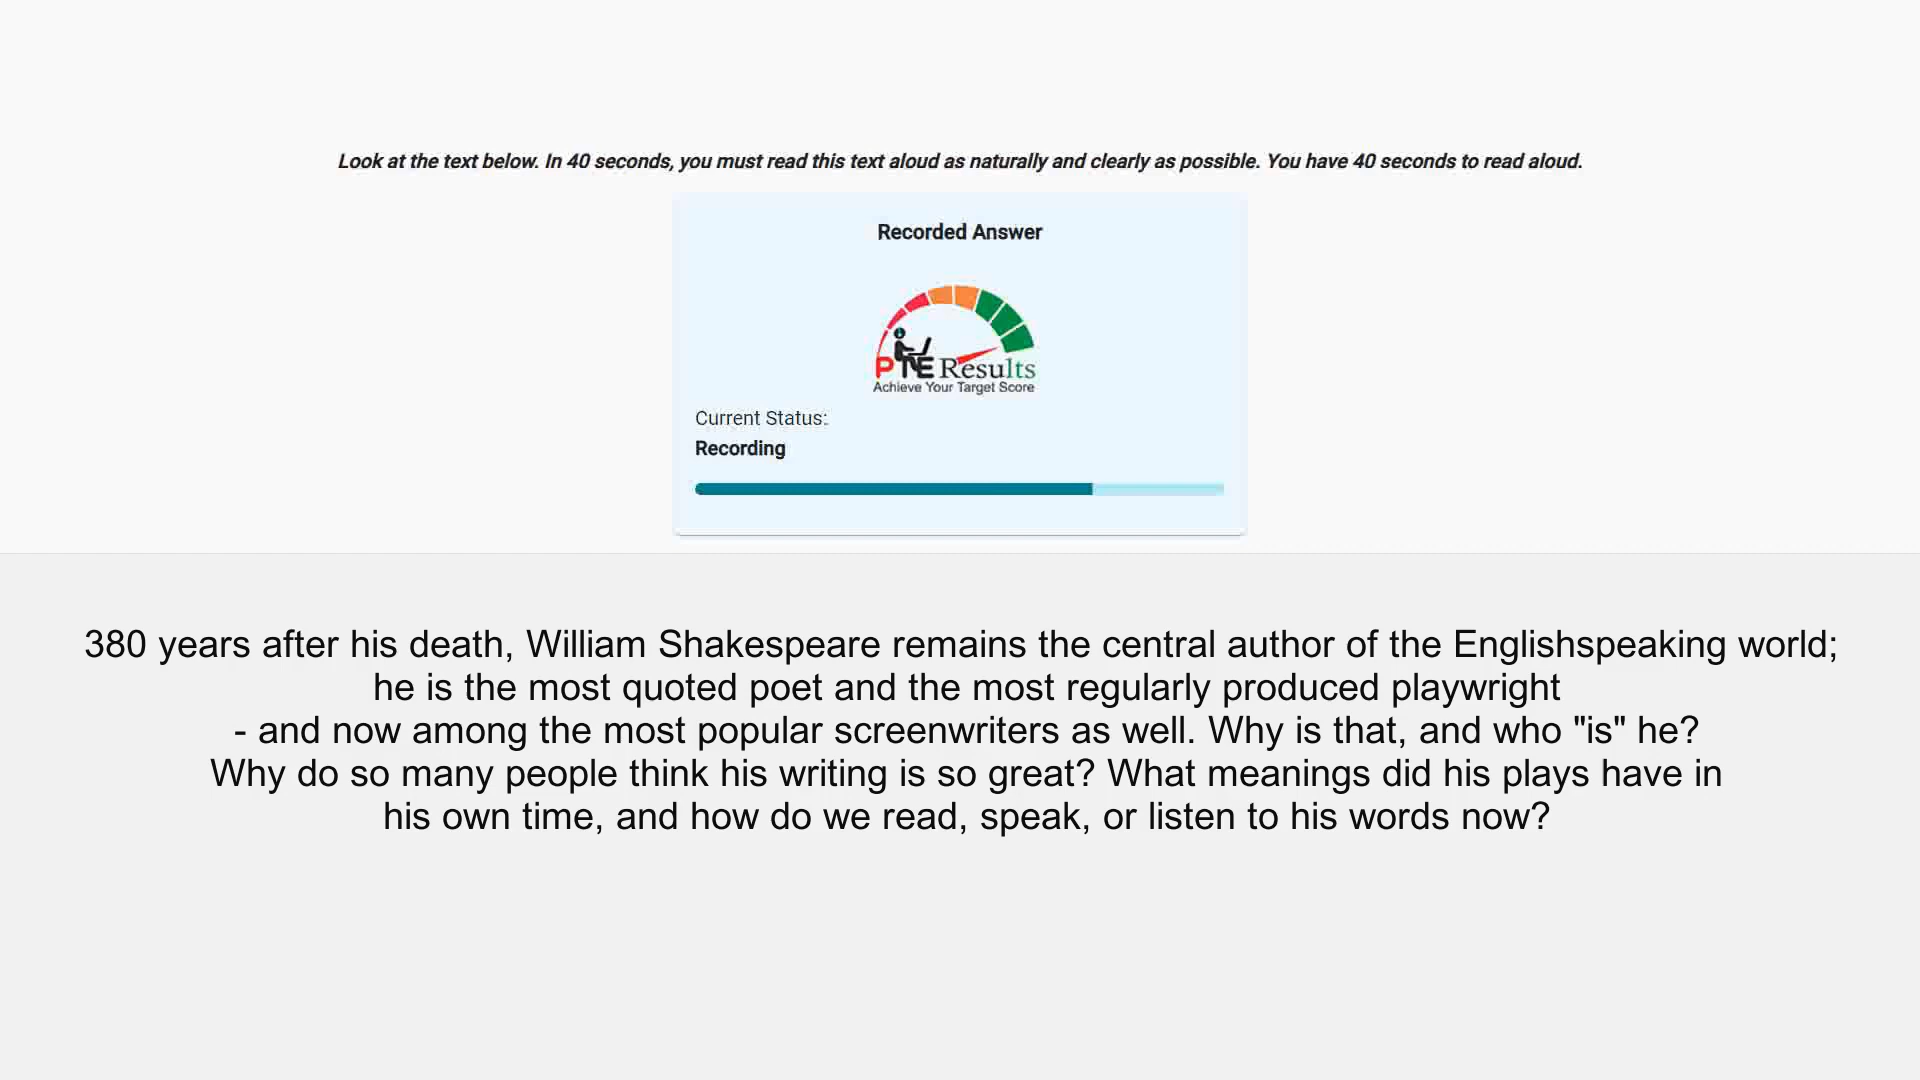 Look at the text below. In 40 seconds, you must read this text aloud as naturally and clearly as possible. You have 40 seconds to read aloud.
Recorded Answer
PTE Results
Achieve Your Target Score
Current Status:
Recording
380 years after his death, William Shakespeare remains the central author of the Englishspeaking world;
he is the most quoted poet and the most regularly produced playwright
- and now among the most popular screenwriters as well. Why is that, and who "is" he?
Why do so many people think his writing is so great? What meanings did his plays have in
his own time, and how do we read, speak, or listen to his words now?